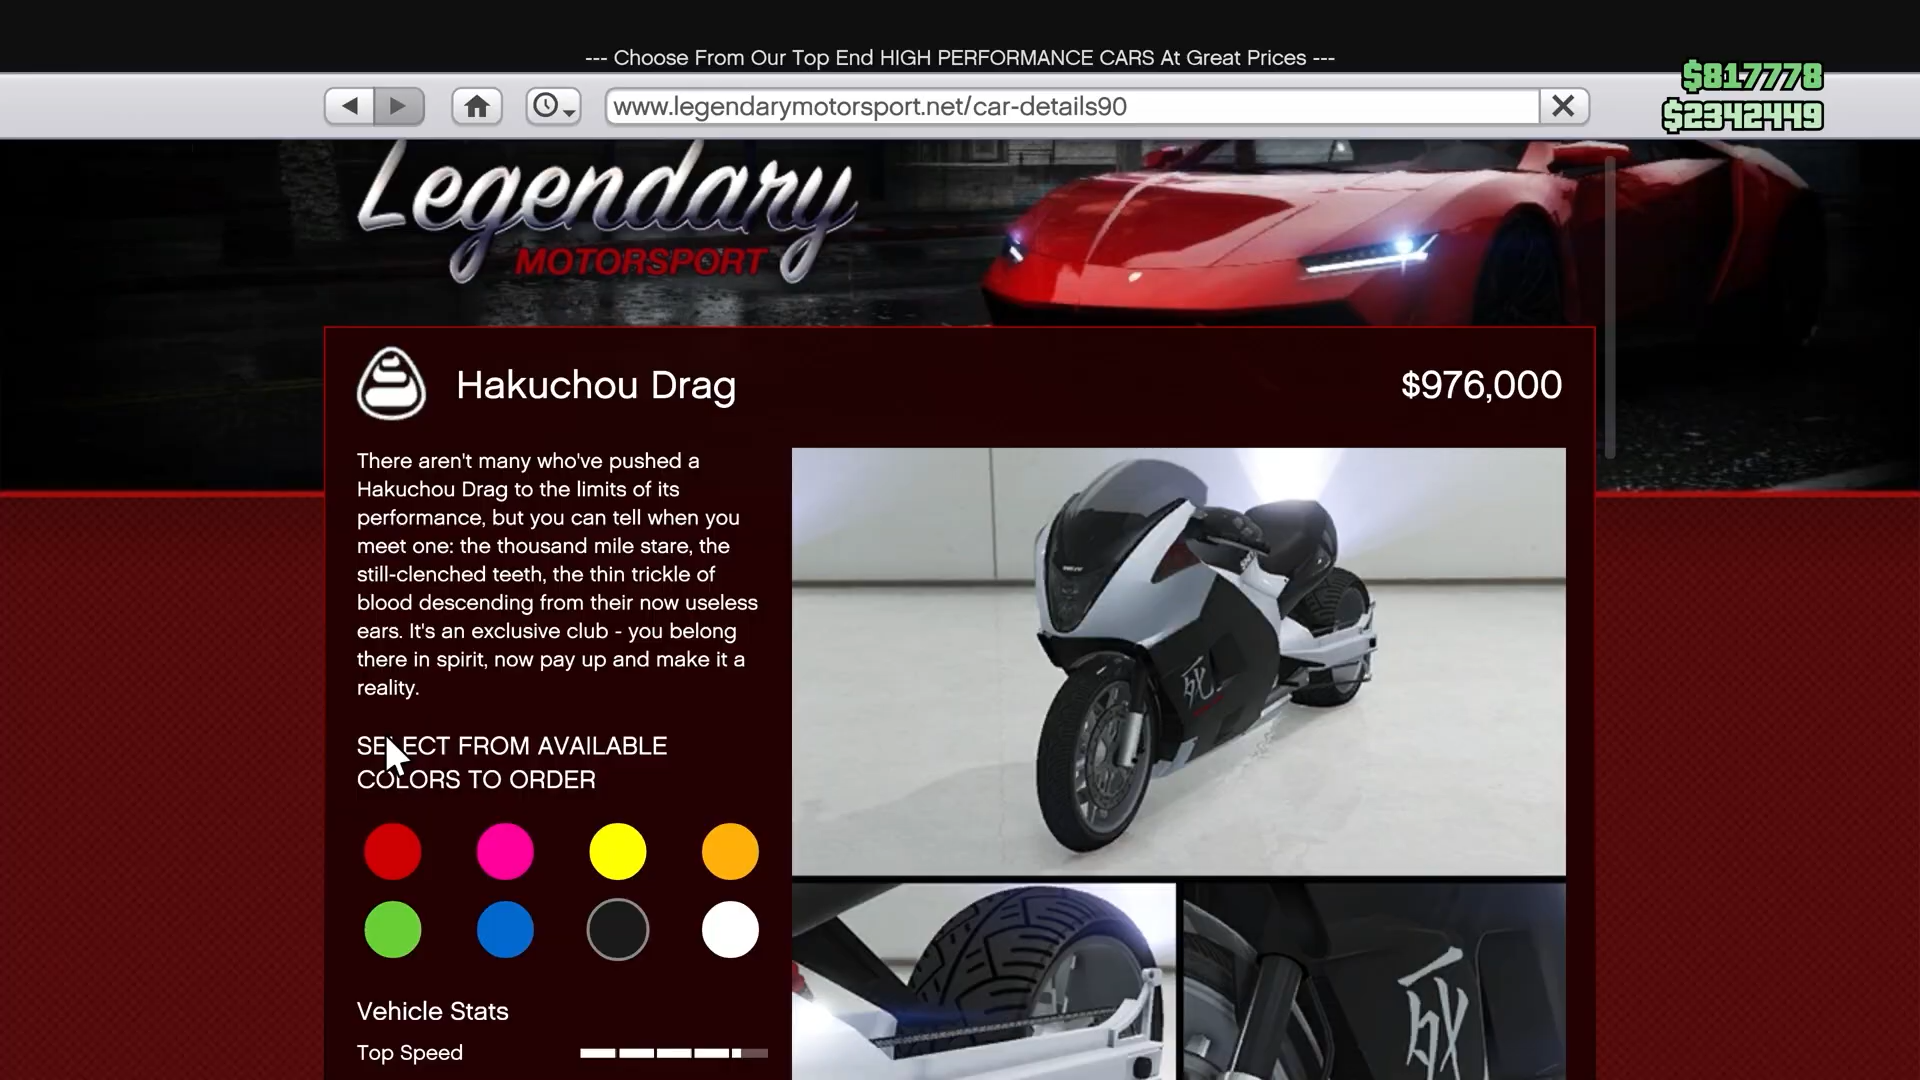 --- Choose From Our Top End HIGH PERFORMANCE CARS At Great Prices ---
$817778
www.legendarymotorsport.net/car-details90
$2342449
Legendary
MOTORSPORT
Hakuchou Drag
$976,000
There aren't many who've pushed a
Hakuchou Drag to the limits of its
performance, but you can tell when you
meet one: the thousand mile stare, the
still-clenched teeth, the thin trickle of
blood descending from their now useless
ears. It's an exclusive club - you belong
there in spirit, now pay up and make it a
reality.
死
SELECT FROM AVAILABLE
COLORS TO ORDER
Vehicle Stats
Top Speed
死